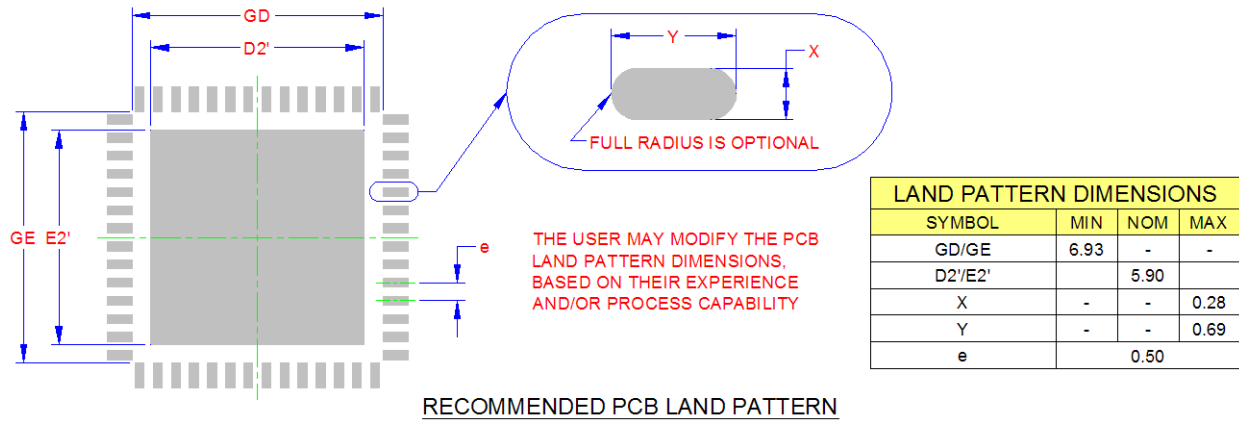 GD
D2'
Y
X
FULL RADIUS IS OPTIONAL
GE E2'
e
THE USER MAY MODIFY THE PCB
LAND PATTERN DIMENSIONS,
BASED ON THEIR EXPERIENCE
AND/OR PROCESS CAPABILITY
LAND PATTERN DIMENSIONS
SYMBOL MIN NOM MAX
GD/GE 6.93 - -
D2'/E2' 5.90
X - - 0.28
Y - - 0.69
e 0.50
RECOMMENDED PCB LAND PATTERN